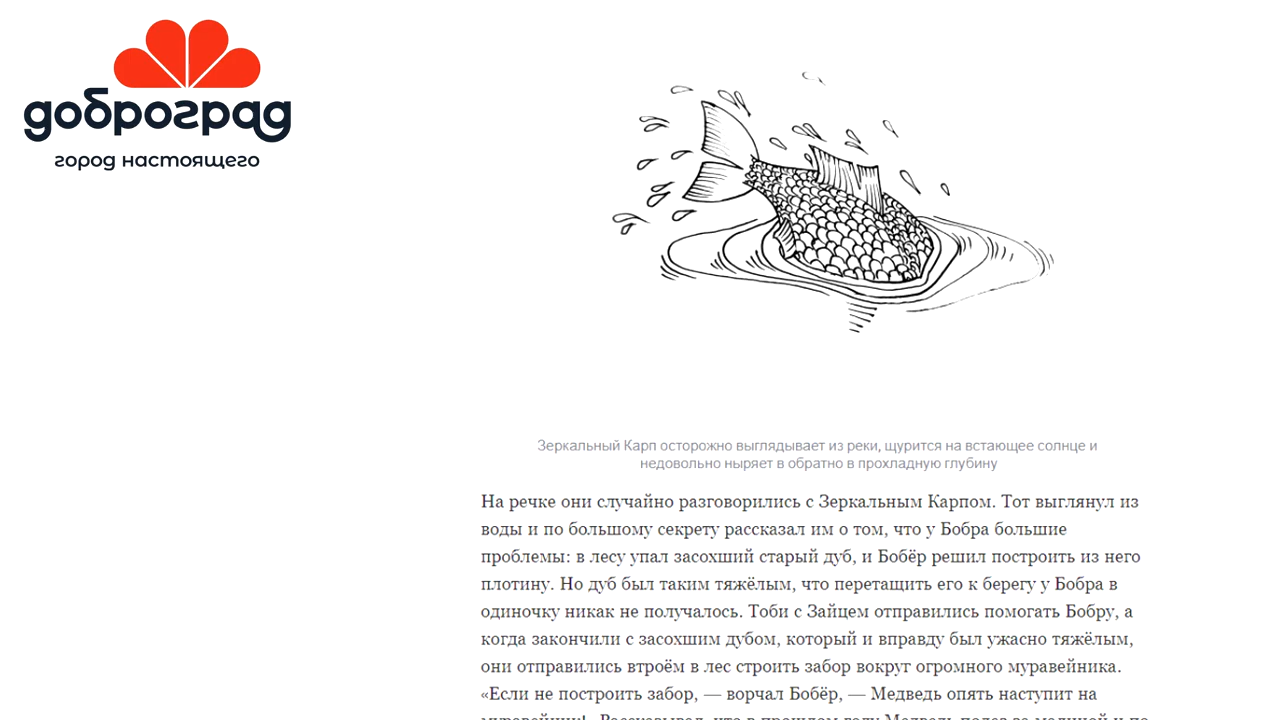 доброград
город настоящего
Зеркальный Карп осторожно выглядывает из реки, щурится на встающее солнце и
недовольно ныряет в обратно в прохладную глубину
На речке они случайно разговорились с Зеркальным Карпом. Тот выглянул из
воды и по большому секрету рассказал им о том, что у Бобра большие
проблемы: в лесу упал засохший старый дуб, и Бобёр решил построить из него
плотину. Но дуб был таким тяжёлым, что перетащить его к берегу у Бобра в
одиночку никак не получалось. Тоби с Зайцем отправились помогать Бобру, а
когда закончили с засохшим дубом, который и вправду был ужасно тяжёлым,
они отправились втроём в лес строить забор вокруг огромного муравейника.
«Если не построить забор, — ворчал Бобёр, — Медведь опять наступит на